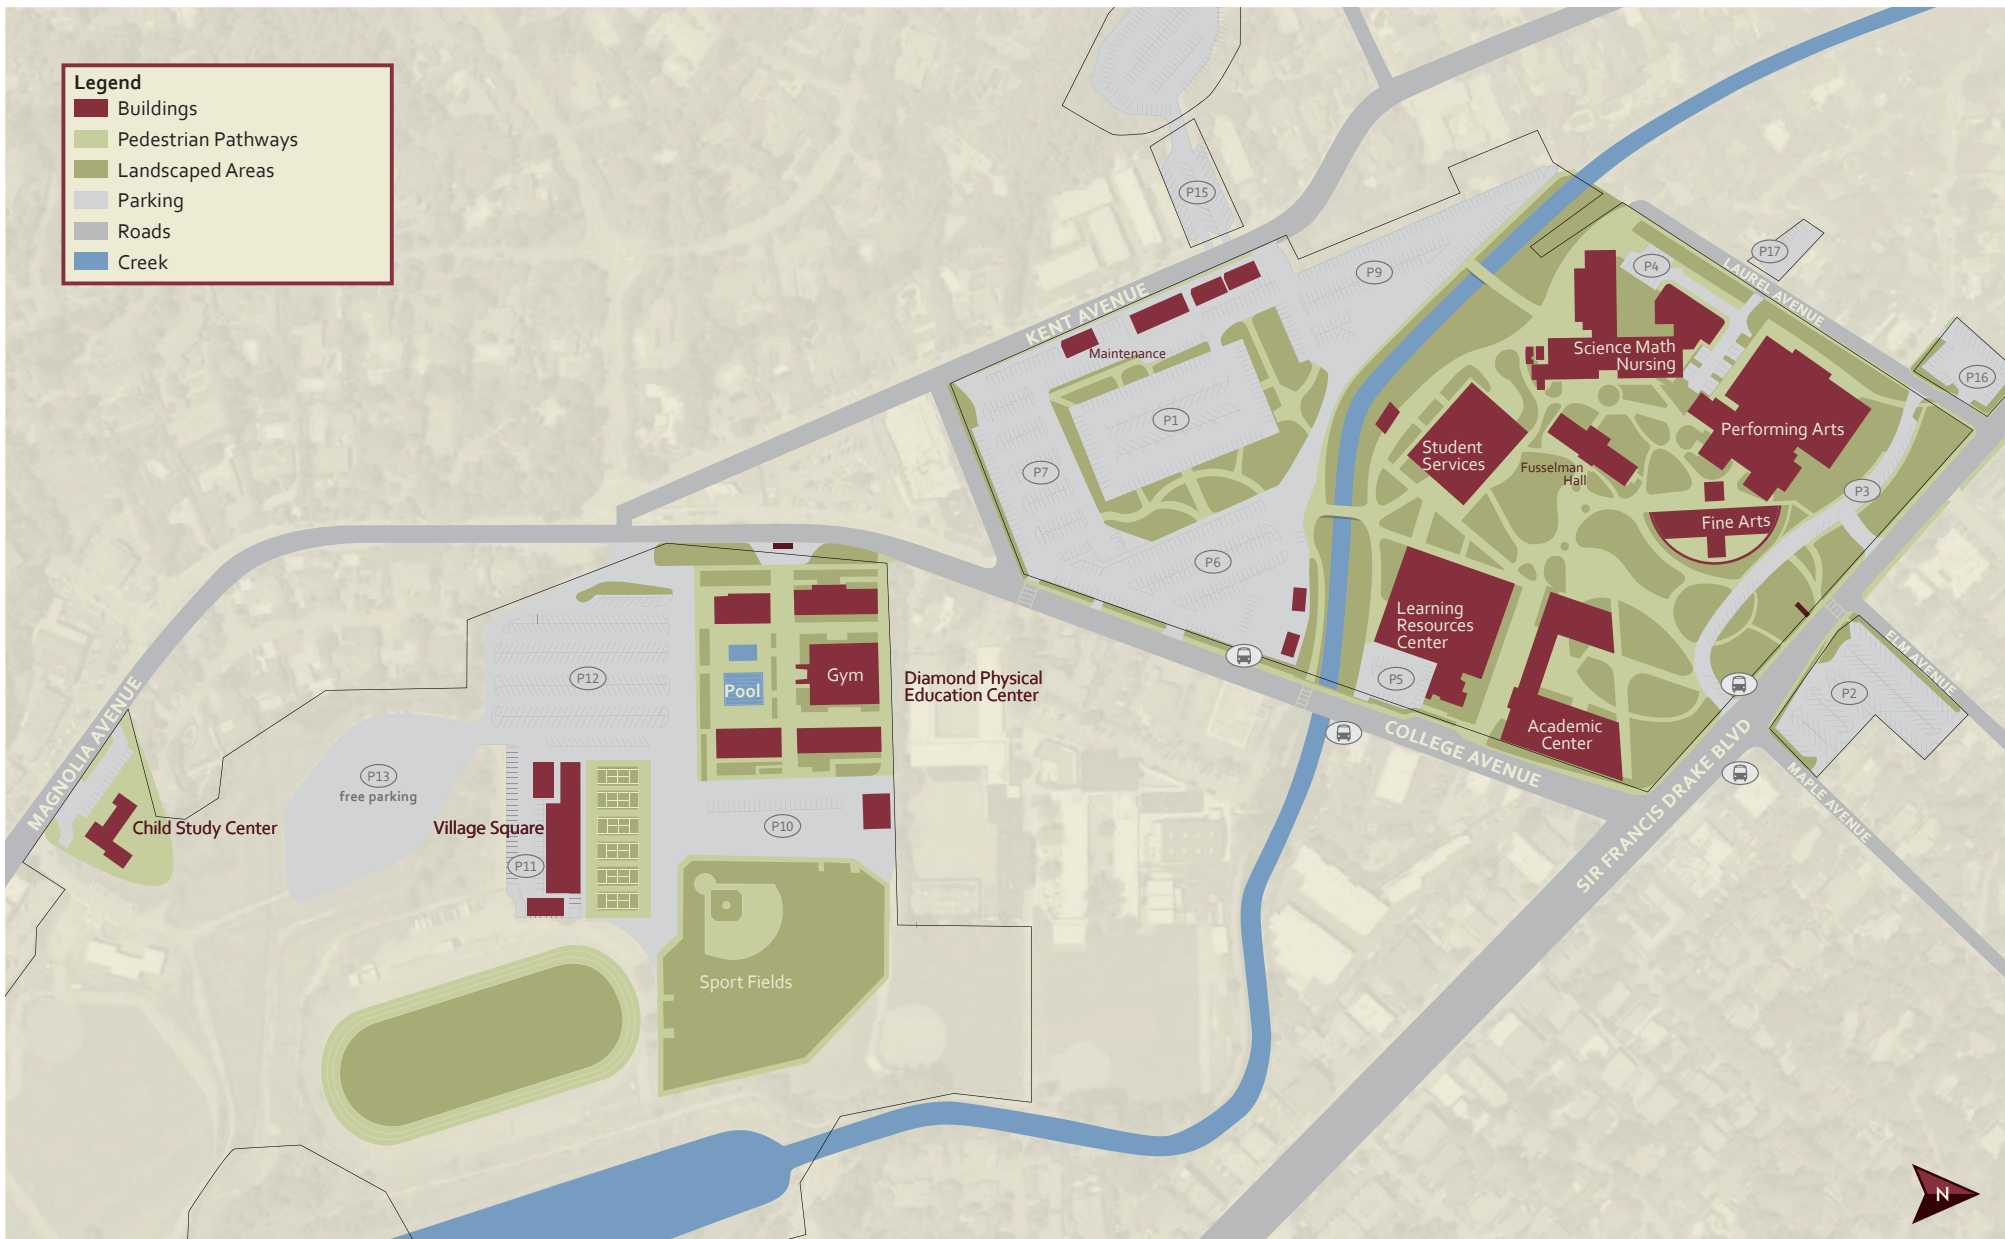 Legend
Buildings
Pedestrian Pathways
Landscaped Areas
Parking
Roads
Creek
P15
P9
P4
P17
LAUREL AVENUE
KENT AVENUE
Maintenance
Science Math
Nursing
P16
P1
Performing Arts
Student
Services
Fusselman
Hall
P7
P3
Fine Arts
P6
Learning
Resources
Center
P5
ELM AVENUE
P2
Gym
Pool
Diamond Physical
Education Center
P12
Academic
Center
COLLEGE AVENUE
SIR FRANCIS DRAKE BLVD
MAPLE AVENUE
MAGNOLIA AVENUE
P13
free parking
Child Study Center
Village Square
P10
P11
Sport Fields
N